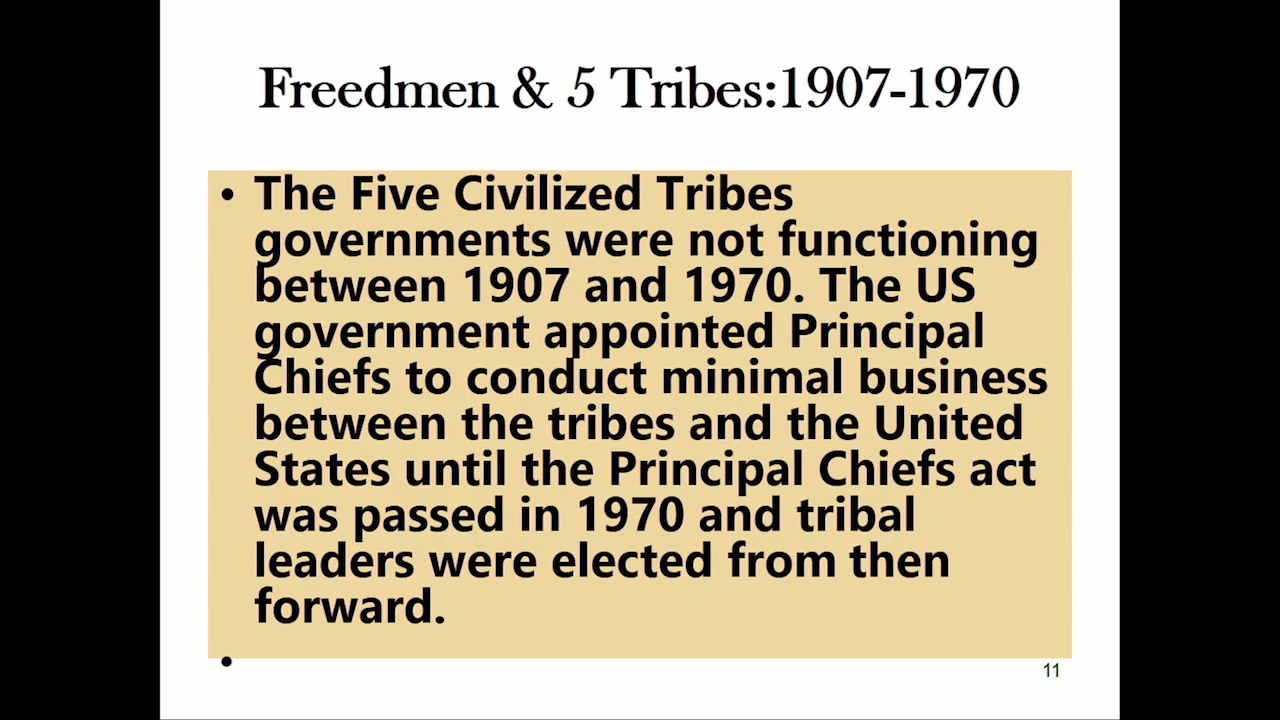 Freedmen & 5 Tribes:1907-1970
• The Five Civilized Tribes
governments were not functioning
between 1907 and 1970. The US
government appointed Principal
Chiefs to conduct minimal business
between the tribes and the United
States until the Principal Chiefs act
was passed in 1970 and tribal
leaders were elected from then
forward.
•
11